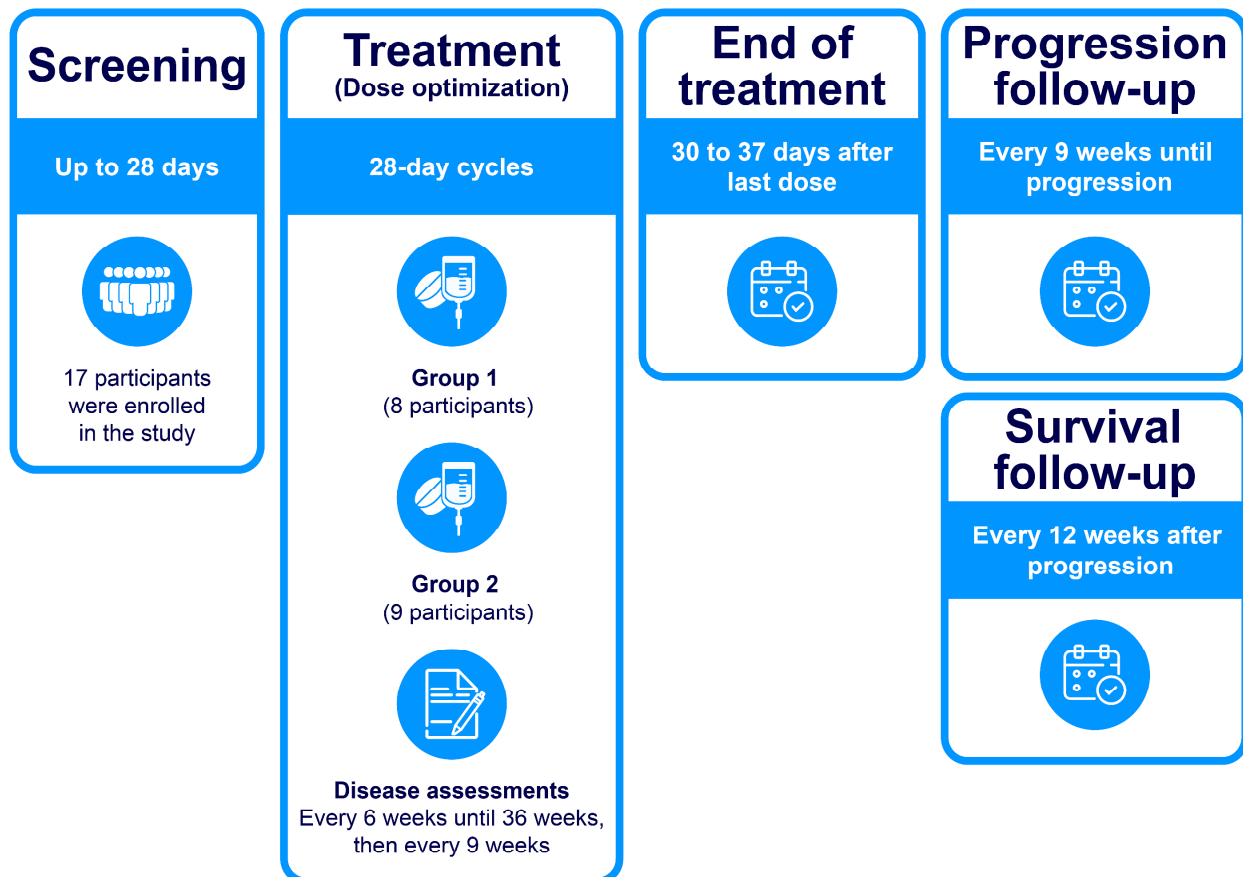 Screening
Up to 28 days
17 participants
were enrolled
in the study
Treatment
(Dose optimization)
28-day cycles
Group 1
(8 participants)
Group 2
(9 participants)
Disease assessments
Every 6 weeks until 36 weeks,
then every 9 weeks
End of
treatment
30 to 37 days after
last dose
Progression
follow-up
Every 9 weeks until
progression
Survival
follow-up
Every 12 weeks after
progression